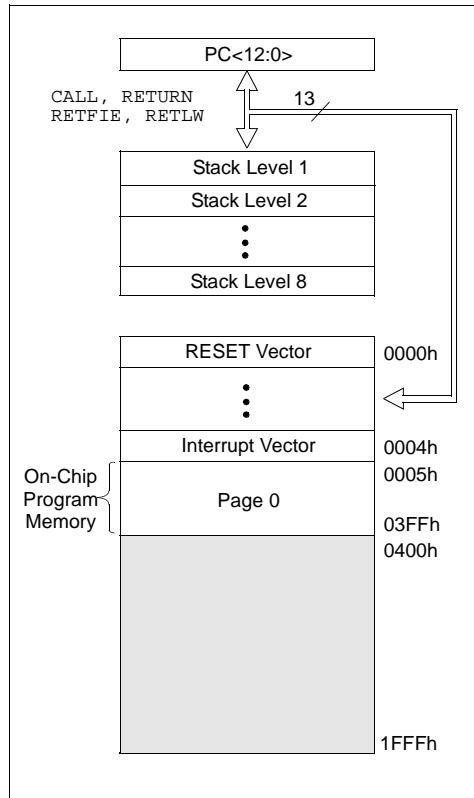 PC<12:0>
CALL, RETURN
RETFIE, RETLW
13
Stack Level 1
Stack Level 2
Stack Level 8
RESET Vector
0000h
Interrupt Vector
0004h
On-Chip
Program
Memory
Page 0
0005h
03FFh
0400h
1FFFh